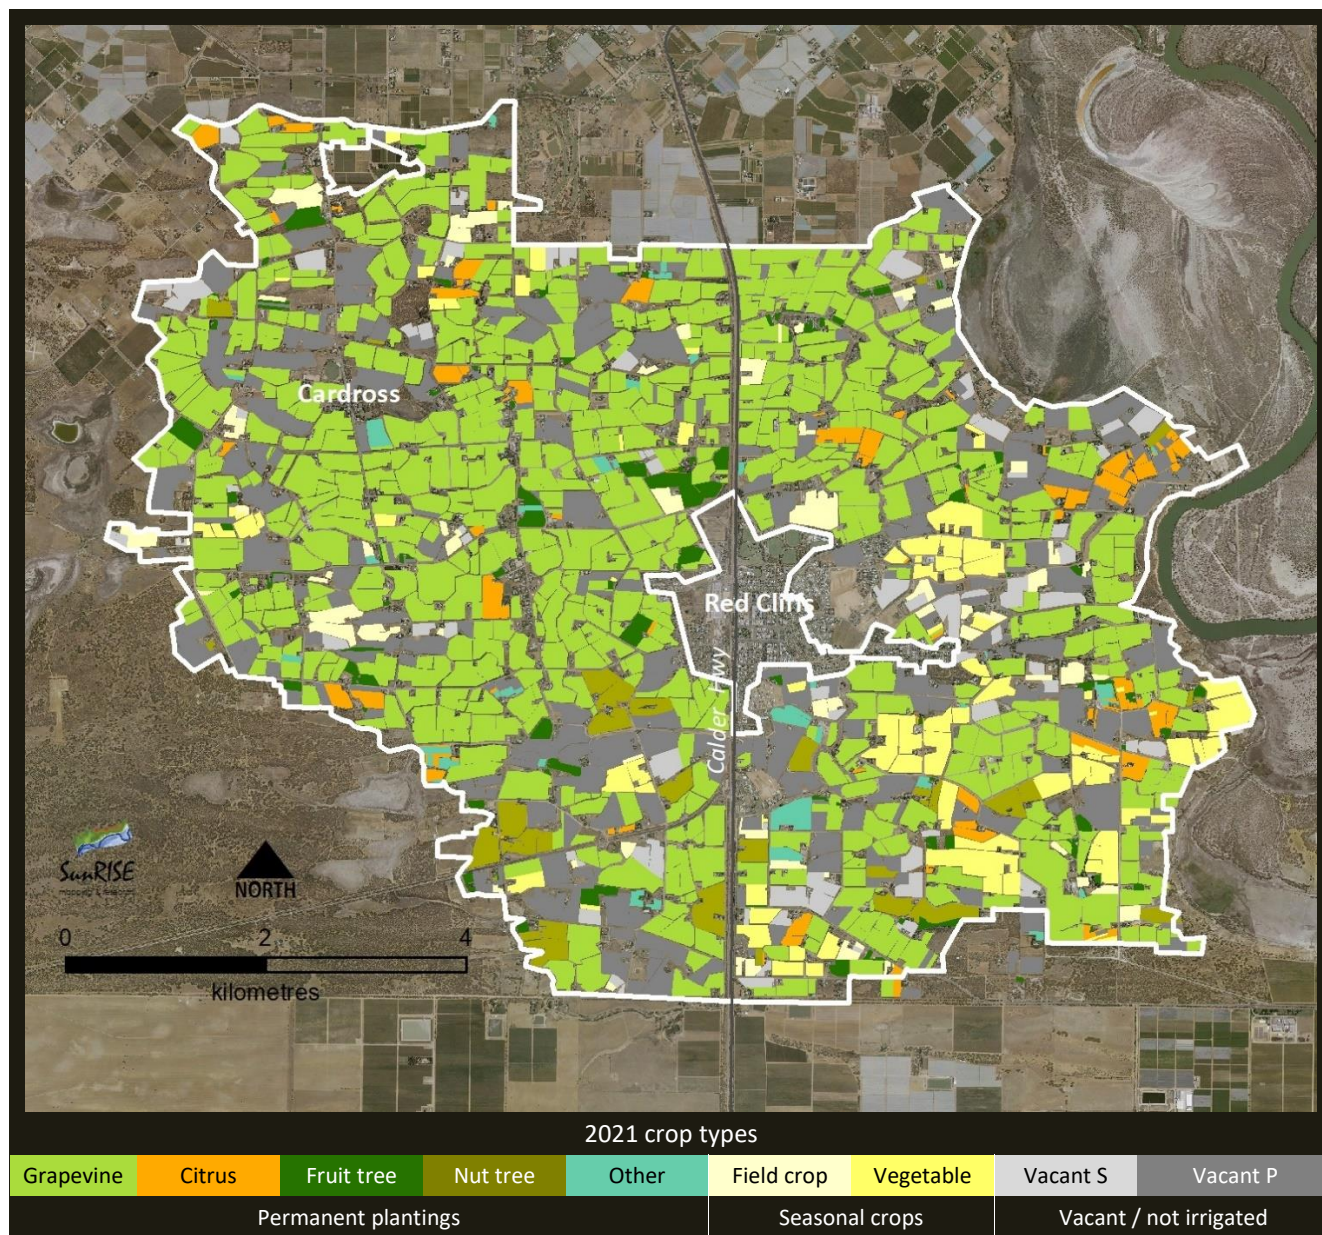 Cardross
Red Cliffs
Calder Hwy
SunRISE
NORTH
0 2 4
kilometres
2021 crop types
Grapevine Citrus Fruit tree Nut tree Other Field crop Vegetable Vacant S Vacant P
Permanent plantings Seasonal crops Vacant / not irrigated